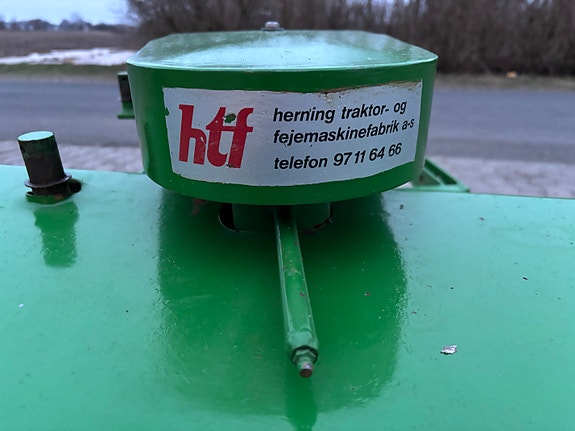 htf
herning traktor- og
fejemaskinefabrik a-s
telefon 97 11 64 66